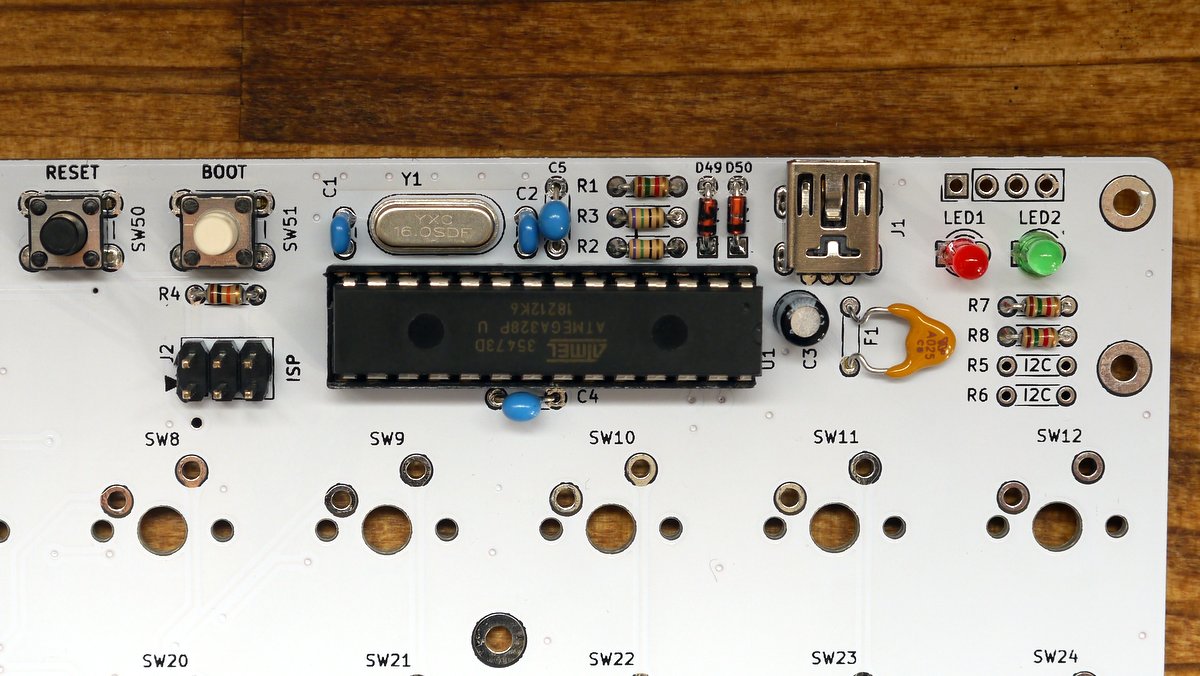 RESET
BOOT
SW50
SW51
C1
Y1
YXC
16.0SDF
C2
C5
R1
R3
R2
D49
D50
J1
LED1
LED2
R4
J2
ISP
ATMEL
35473D
ATMEGA328P U
18Z12K6
U1
C3
F1
C4
R7
R8
R5
I2C
R6
I2C
SW8
SW9
SW10
SW11
SW12
SW20
SW21
SW22
SW23
SW24